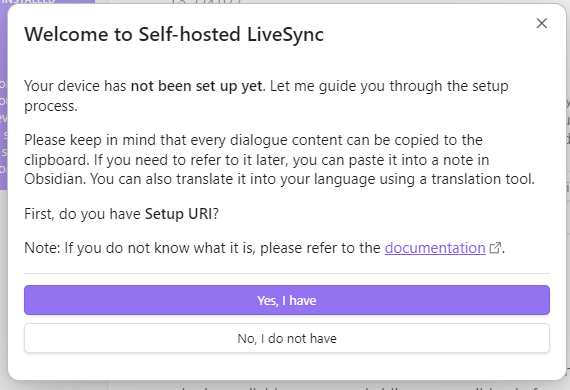 Welcome to Self-hosted LiveSync
Your device has not been set up yet. Let me guide you through the setup
process.
Please keep in mind that every dialogue content can be copied to the
clipboard. If you need to refer to it later, you can paste it into a note in
Obsidian. You can also translate it into your language using a translation tool.
First, do you have Setup URI?
Note: If you do not know what it is, please refer to the documentation.
Yes, I have
No, I do not have